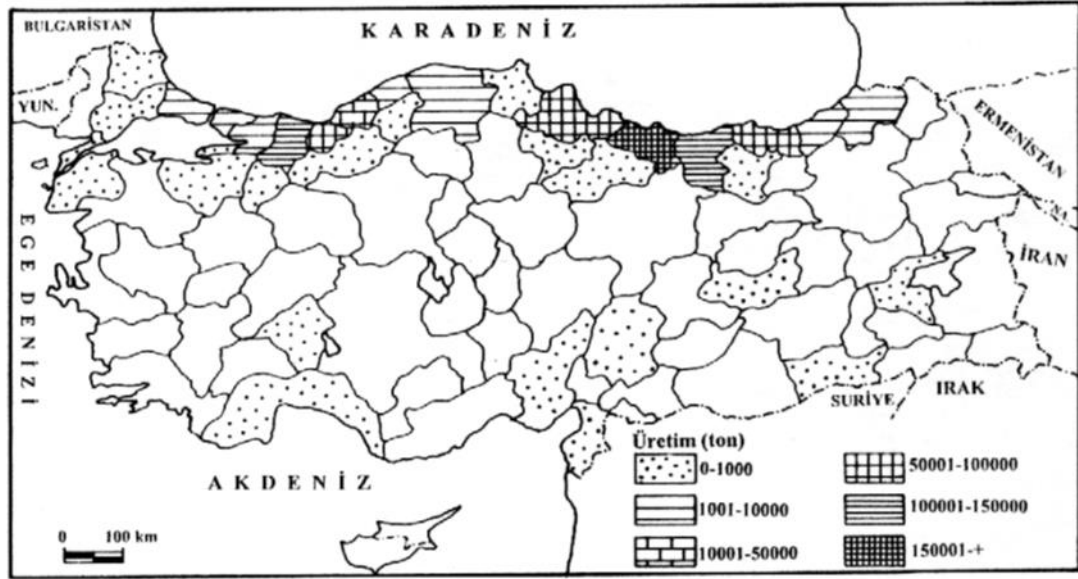 BULGARİSTAN
KARADENİZ
YUN.
ERMENİSTAN
NA.
İRAN
EGE DENİZİ
IRAK
SURİYE
AKDENİZ
0 100 km
Üretim (ton)
0-1000
1001-10000
10001-50000
50001-100000
100001-150000
150001-+